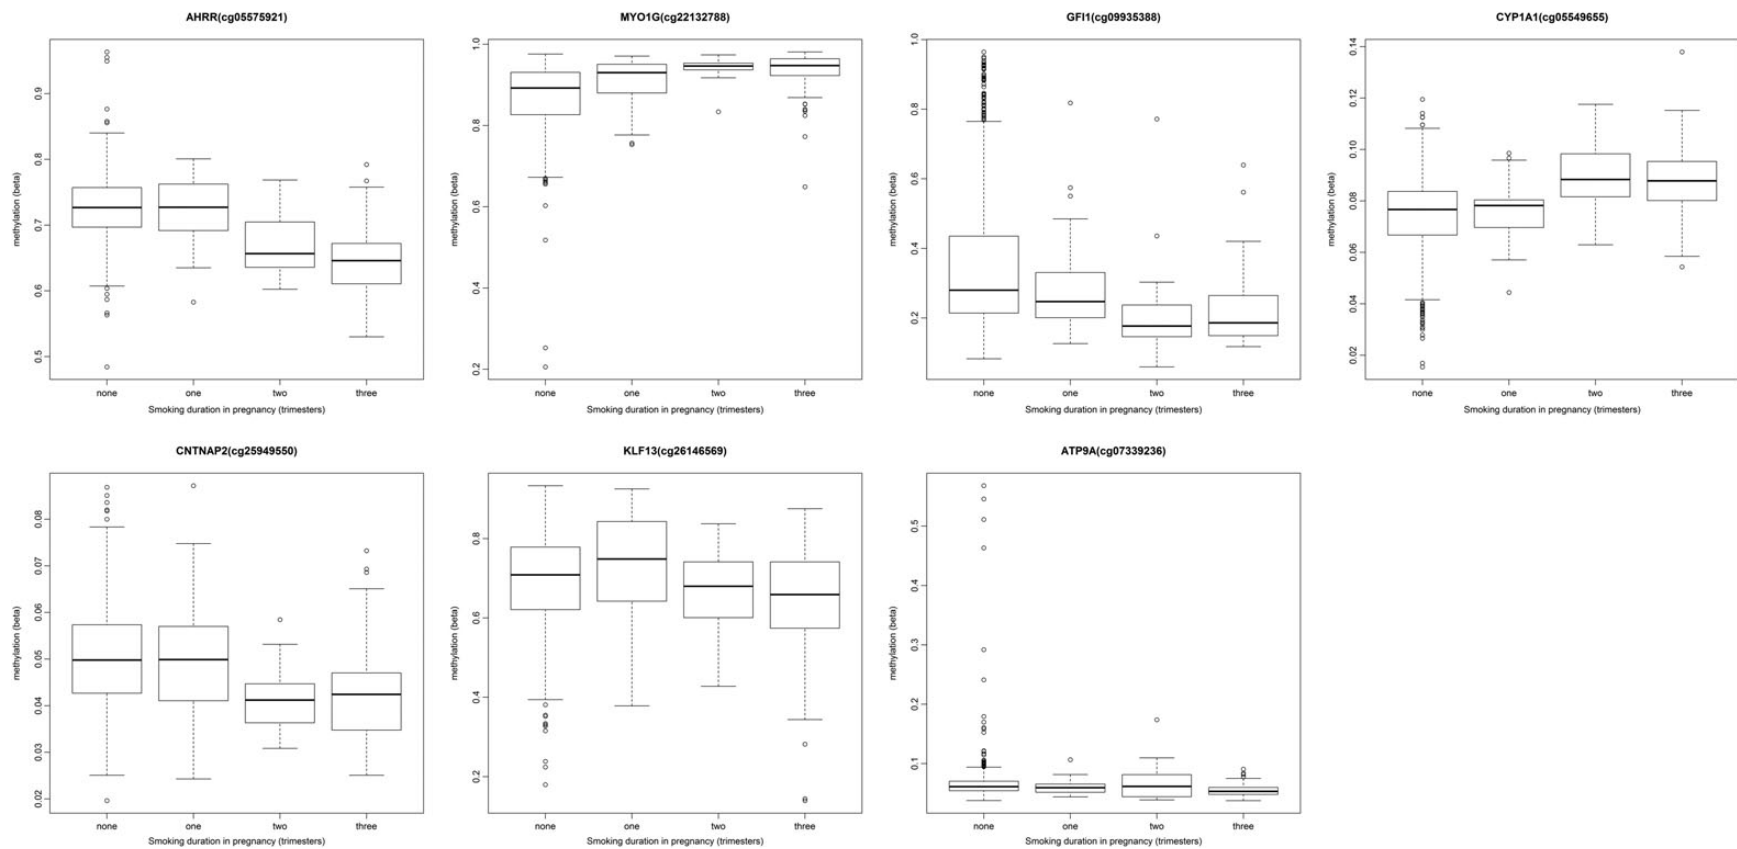 AHRR(cg05575921)
methylation (beta)
0.9
0.8
0.7
0.6
0.5
none one two three
Smoking duration in pregnancy (trimesters)
MYO1G(cg22132788)
methylation (beta)
1.0
0.8
0.6
0.4
0.2
none one two three
Smoking duration in pregnancy (trimesters)
GFI1(cg09935388)
methylation (beta)
1.0
0.8
0.6
0.4
0.2
none one two three
Smoking duration in pregnancy (trimesters)
CYP1A1(cg05549655)
methylation (beta)
0.14
0.12
0.10
0.08
0.06
0.04
0.02
none one two three
Smoking duration in pregnancy (trimesters)
CNTNAP2(cg25949550)
methylation (beta)
0.08
0.07
0.06
0.05
0.04
0.03
0.02
none one two three
Smoking duration in pregnancy (trimesters)
KLF13(cg26146569)
methylation (beta)
0.8
0.6
0.4
0.2
none one two three
Smoking duration in pregnancy (trimesters)
ATP9A(cg07339236)
methylation (beta)
0.5
0.4
0.3
0.2
0.1
none one two three
Smoking duration in pregnancy (trimesters)